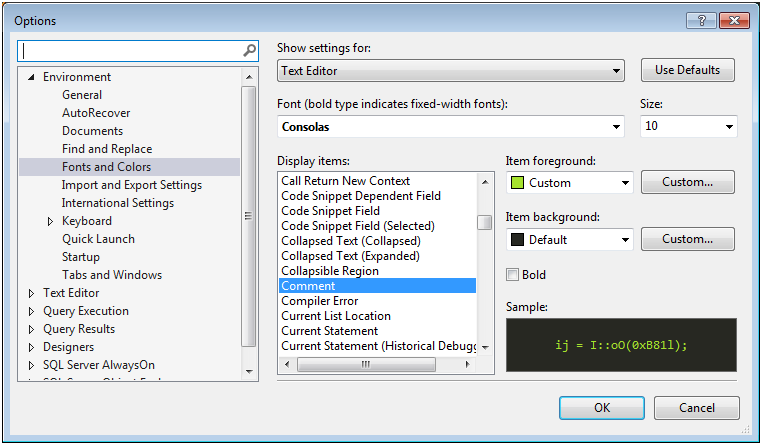 Options
Environment
General
AutoRecover
Documents
Find and Replace
Fonts and Colors
Import and Export Settings
International Settings
Keyboard
Quick Launch
Startup
Tabs and Windows
Text Editor
Query Execution
Query Results
Designers
SQL Server AlwaysOn
Show settings for:
Text Editor
Use Defaults
Font (bold type indicates fixed-width fonts):
Size:
Consolas
10
Display items:
Call Return New Context
Code Snippet Dependent Field
Code Snippet Field
Code Snippet Field (Selected)
Collapsed Text (Collapsed)
Collapsed Text (Expanded)
Collapsible Region
Comment
Compiler Error
Current List Location
Current Statement
Current Statement (Historical Debugg
Item foreground:
Custom
Custom...
Item background:
Default
Custom...
Bold
Sample:
ij = I::oO(0xB81l);
OK
Cancel